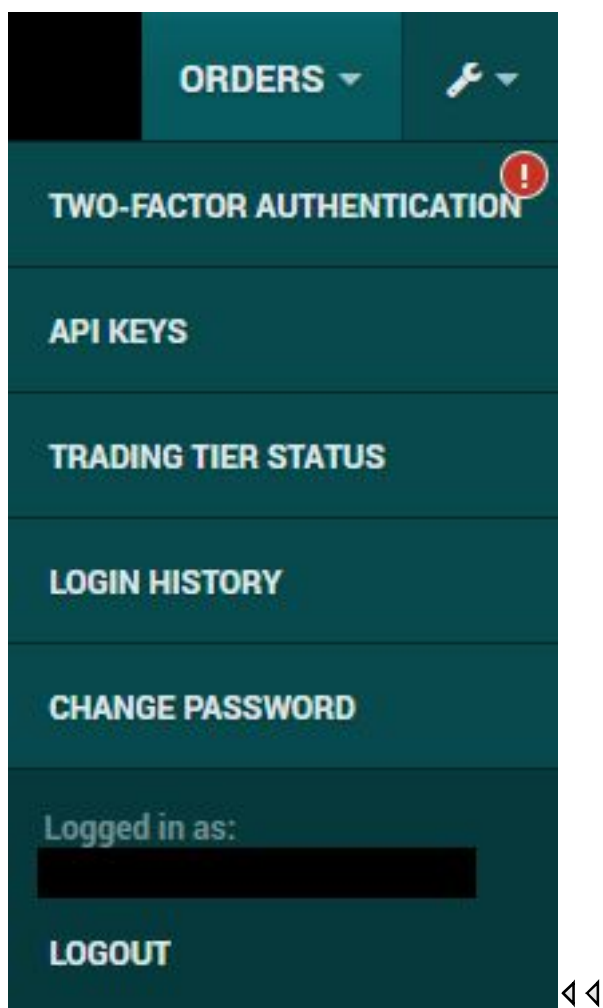 ORDERS
!
TWO-FACTOR AUTHENTICATION
API KEYS
TRADING TIER STATUS
LOGIN HISTORY
CHANGE PASSWORD
Logged in as:
LOGOUT